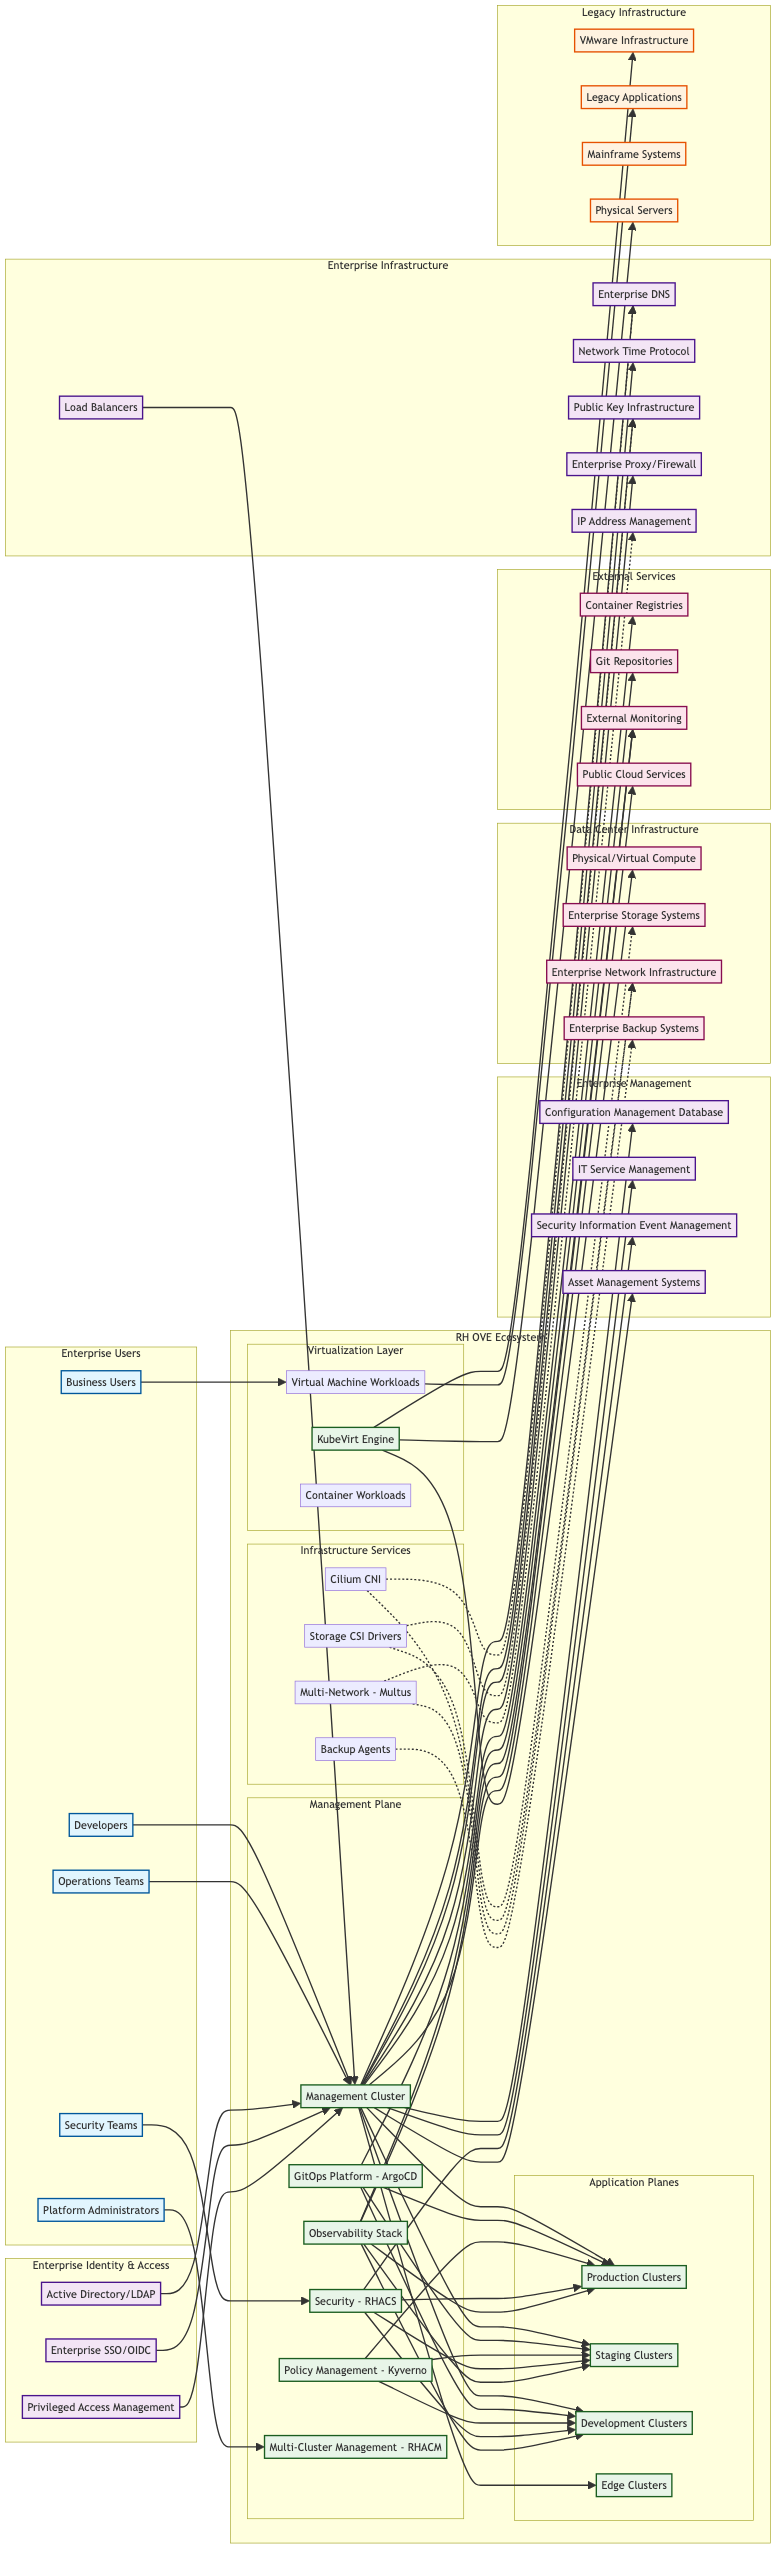 Legacy Infrastructure
VMware Infrastructure
Legacy Applications
Mainframe Systems
Physical Servers
Enterprise Infrastructure
Enterprise DNS
Network Time Protocol
Load Balancers
Public Key Infrastructure
Enterprise Proxy/Firewall
IP Address Management
External Services
Container Registries
Git Repositories
External Monitoring
Public Cloud Services
Data Center Infrastructure
Physical/Virtual Compute
Enterprise Storage Systems
Enterprise Network Infrastructure
Enterprise Backup Systems
Enterprise Management
Configuration Management Database
IT Service Management
Security Information Event Management
Asset Management Systems
RH OVE Ecosystem
Enterprise Users
Virtualization Layer
Business Users
Virtual Machine Workloads
KubeVirt Engine
Container Workloads
Infrastructure Services
Cilium CNI
Storage CSI Drivers
Multi-Network - Multus
Backup Agents
Management Plane
Developers
Operations Teams
Management Cluster
Security Teams
GitOps Platform - ArgoCD
Application Planes
Platform Administrators
Observability Stack
Enterprise Identity & Access
Production Clusters
Active Directory/LDAP
Security - RHACS
Enterprise SSO/OIDC
Staging Clusters
Policy Management - Kyverno
Privileged Access Management
Development Clusters
Multi-Cluster Management - RHACM
Edge Clusters